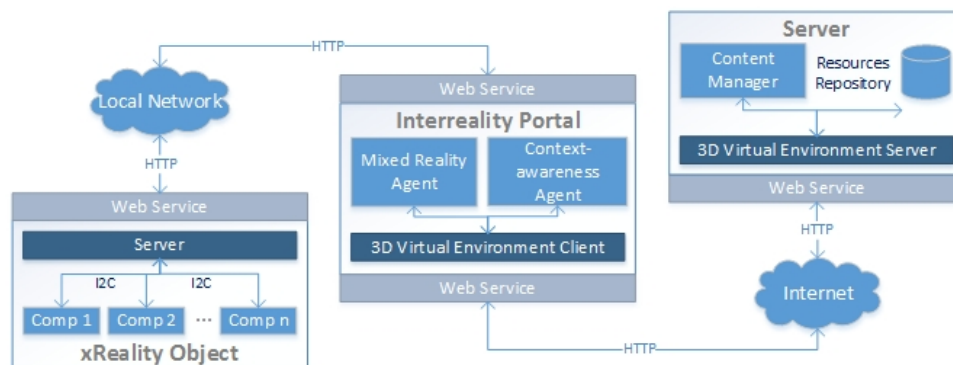 HTTP
Local Network
HTTP
Web Service
Server
I2C
I2C
Comp 1
Comp 2
...
Comp n
xReality Object
Web Service
Interreality Portal
Mixed Reality
Agent
Context-
awareness
Agent
3D Virtual Environment Client
Web Service
HTTP
Server
Content
Manager
Resources
Repository
3D Virtual Environment Server
Web Service
HTTP
Internet